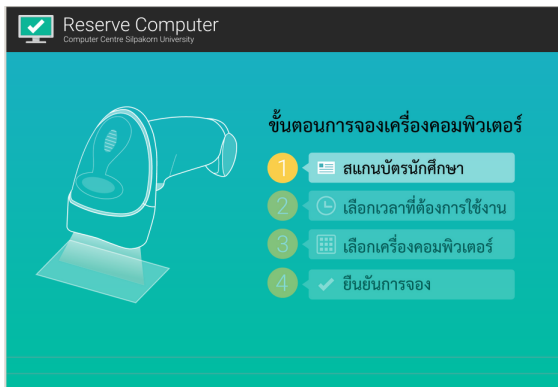 Reserve Computer
Computer Centre Silpakorn University
ขั้นตอนการจองเครื่องคอมพิวเตอร์
1 สแกนบัตรนักศึกษา
2 เลือกเวลาที่ต้องการใช้งาน
3 เลือกเครื่องคอมพิวเตอร์
4 ยืนยันการจอง